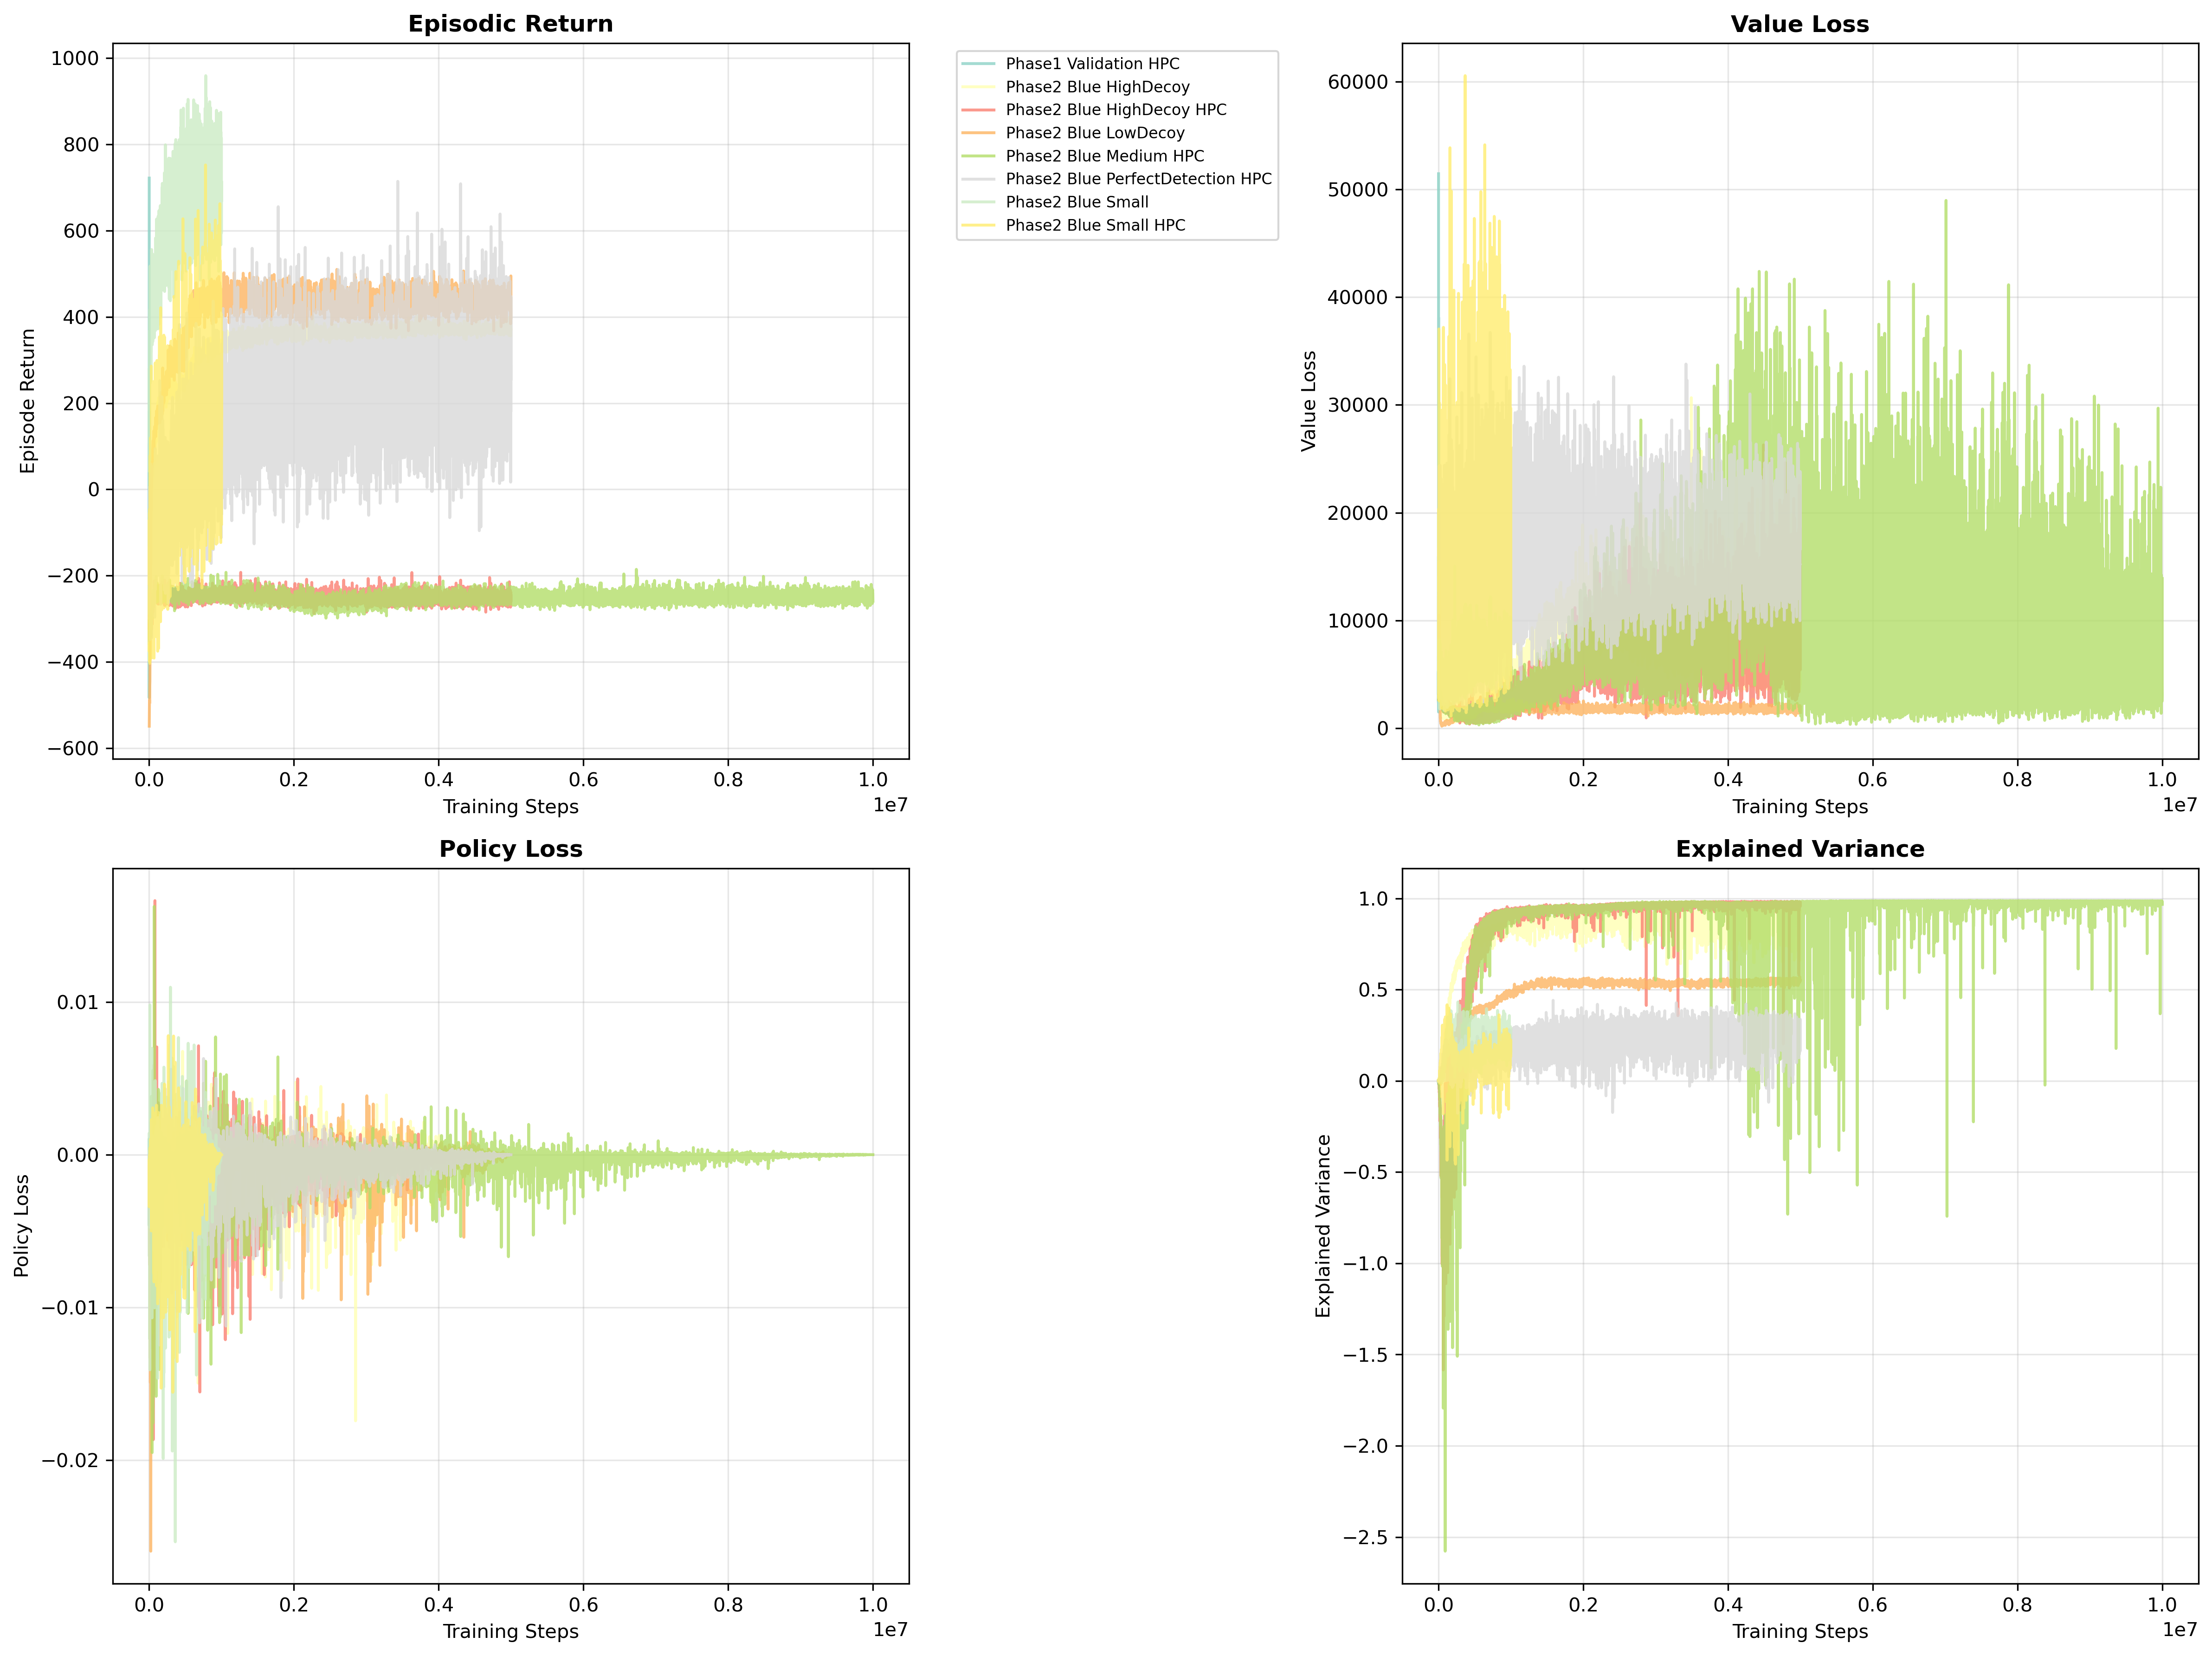 Episodic Return
1000
800
600
400
200
0
−200
−400
−600
Episode Return
0.0 0.2 0.4 0.6 0.8 1.0
1e7
Training Steps
Phase1 Validation HPC
Phase2 Blue HighDecoy
Phase2 Blue HighDecoy HPC
Phase2 Blue LowDecoy
Phase2 Blue Medium HPC
Phase2 Blue PerfectDetection HPC
Phase2 Blue Small
Phase2 Blue Small HPC
Value Loss
60000
50000
40000
30000
20000
10000
0
Value Loss
0.0 0.2 0.4 0.6 0.8 1.0
1e7
Training Steps
Policy Loss
0.01
0.00
−0.01
−0.02
Policy Loss
0.0 0.2 0.4 0.6 0.8 1.0
1e7
Training Steps
Explained Variance
1.0
0.5
0.0
−0.5
−1.0
−1.5
−2.0
−2.5
Explained Variance
0.0 0.2 0.4 0.6 0.8 1.0
1e7
Training Steps